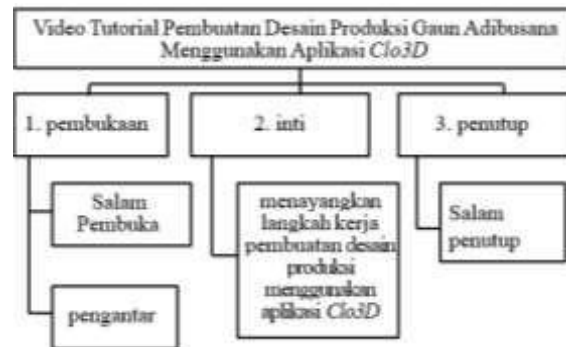 Video Tutorial Pembuatan Desain Produksi Gaun Adibusana
Menggunakan Aplikasi Clo3D
1. pembukaan
2. inti
3. penutup
Salam
Pembuka
pengantar
menayangkan
langkah kerja
pembuatan desain
produksi
menggunakan
aplikasi Clo3D
Salam
penutup